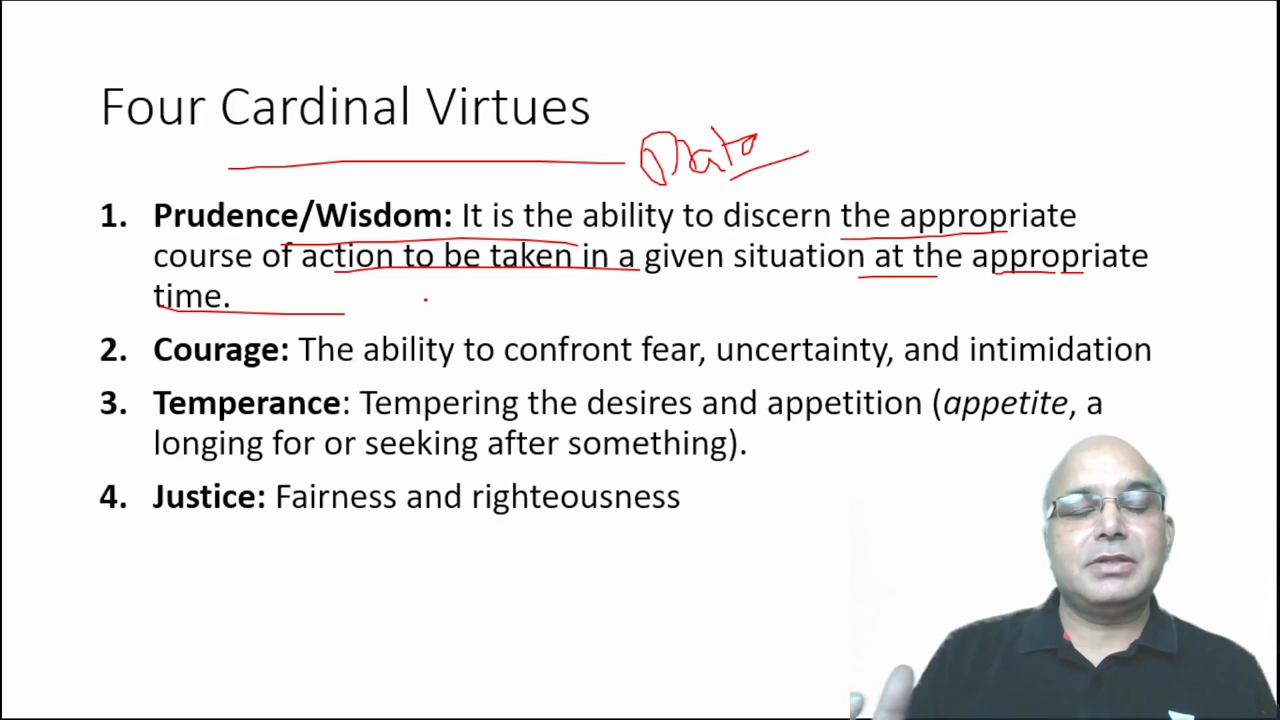 Four Cardinal Virtues
Plato
1. Prudence/Wisdom: It is the ability to discern the appropriate
course of action to be taken in a given situation at the appropriate
time.
2. Courage: The ability to confront fear, uncertainty, and intimidation
3. Temperance: Tempering the desires and appetition (appetite, a
longing for or seeking after something).
4. Justice: Fairness and righteousness